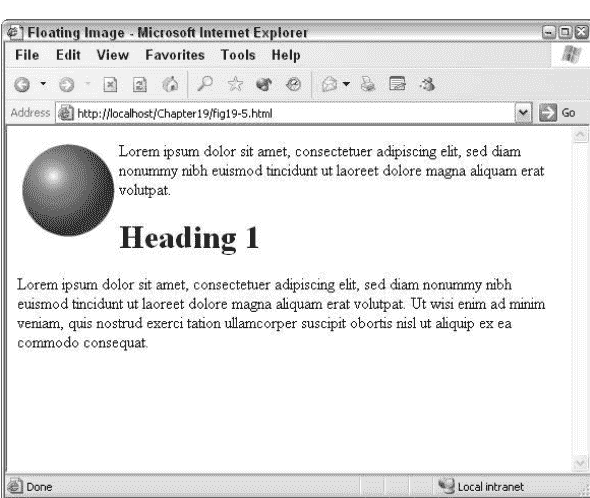 Floating Image - Microsoft Internet Explorer
File Edit View Favorites Tools Help
Address http://localhost/Chapter19/fig19-5.html Go
Lorem ipsum dolor sit amet, consectetuer adipiscing elit, sed diam
nonummy nibh euismod tincidunt ut laoreet dolore magna aliquam erat
volutpat.
Heading 1
Lorem ipsum dolor sit amet, consectetuer adipiscing elit, sed diam nonummy nibh
euismod tincidunt ut laoreet dolore magna aliquam erat volutpat. Ut wisi enim ad minim
veniam, quis nostrud exerci tation ullamcorper suscipit obortis nisl ut aliquip ex ea
commodo consequat.
Done Local intranet